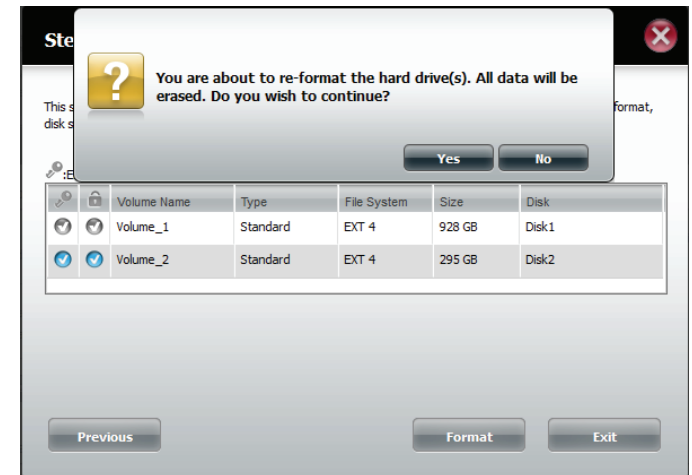 Ste
You are about to re-format the hard drive(s). All data will be
erased. Do you wish to continue?
Yes No
This s
format,
disk s
:E
Volume Name Type File System Size Disk
Volume_1 Standard EXT 4 928 GB Disk1
Volume_2 Standard EXT 4 295 GB Disk2
Previous Format Exit